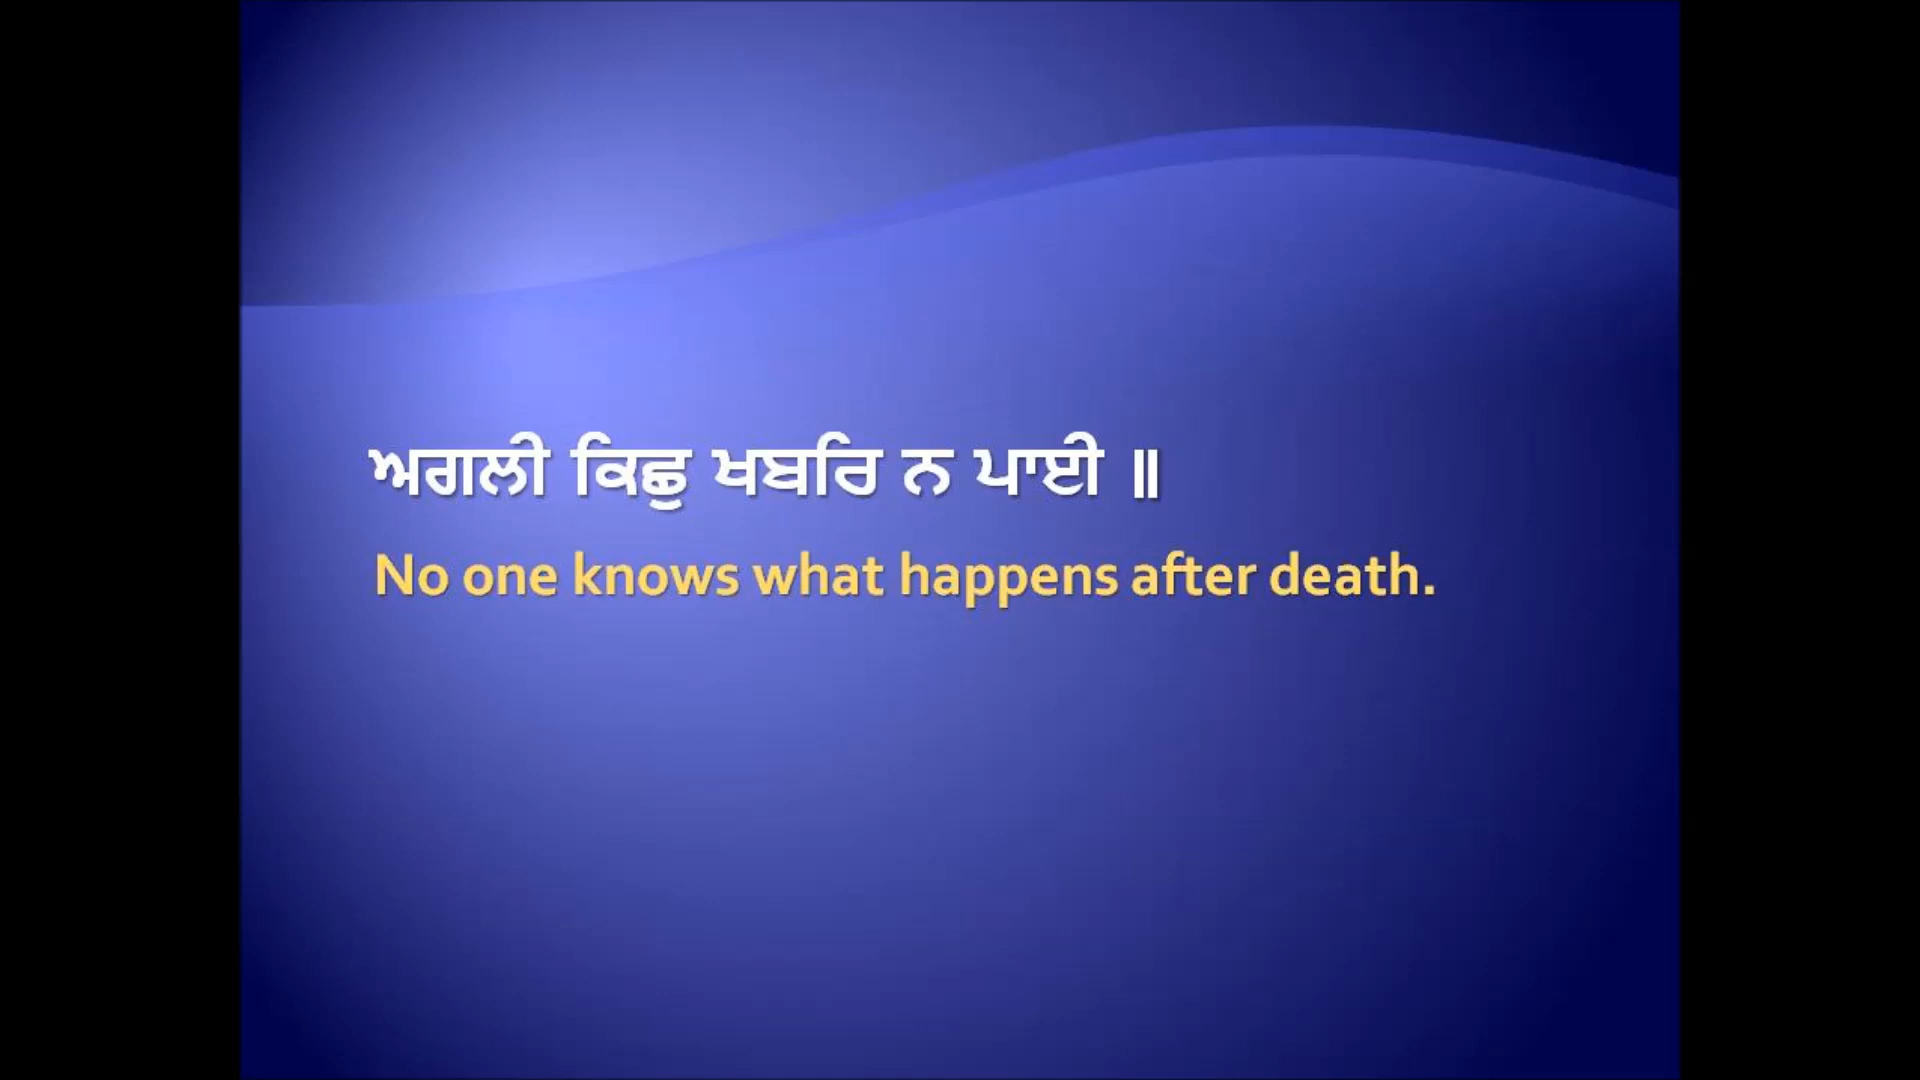 ਅਗਲੀ ਕਿਛੁ ਖਬਰਿ ਨ ਪਾਈ ॥
No one knows what happens after death.